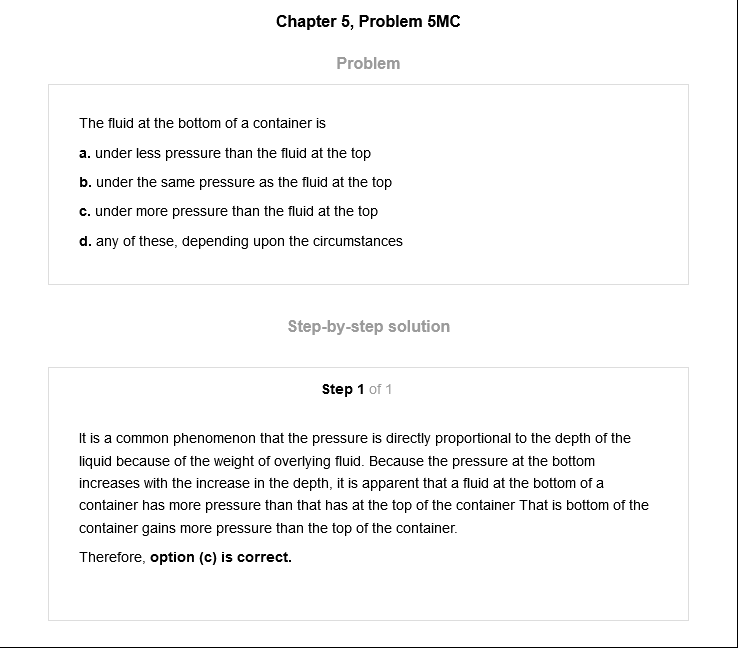 Chapter 5, Problem 5MC
Problem
The fluid at the bottom of a container is
a. under less pressure than the fluid at the top
b. under the same pressure as the fluid at the top
c. under more pressure than the fluid at the top
d. any of these, depending upon the circumstances
Step-by-step solution
Step 1 of 1
It is a common phenomenon that the pressure is directly proportional to the depth of the
liquid because of the weight of overlying fluid. Because the pressure at the bottom
increases with the increase in the depth, it is apparent that a fluid at the bottom of a
container has more pressure than that has at the top of the container That is bottom of the
container gains more pressure than the top of the container.
Therefore, option (c) is correct.